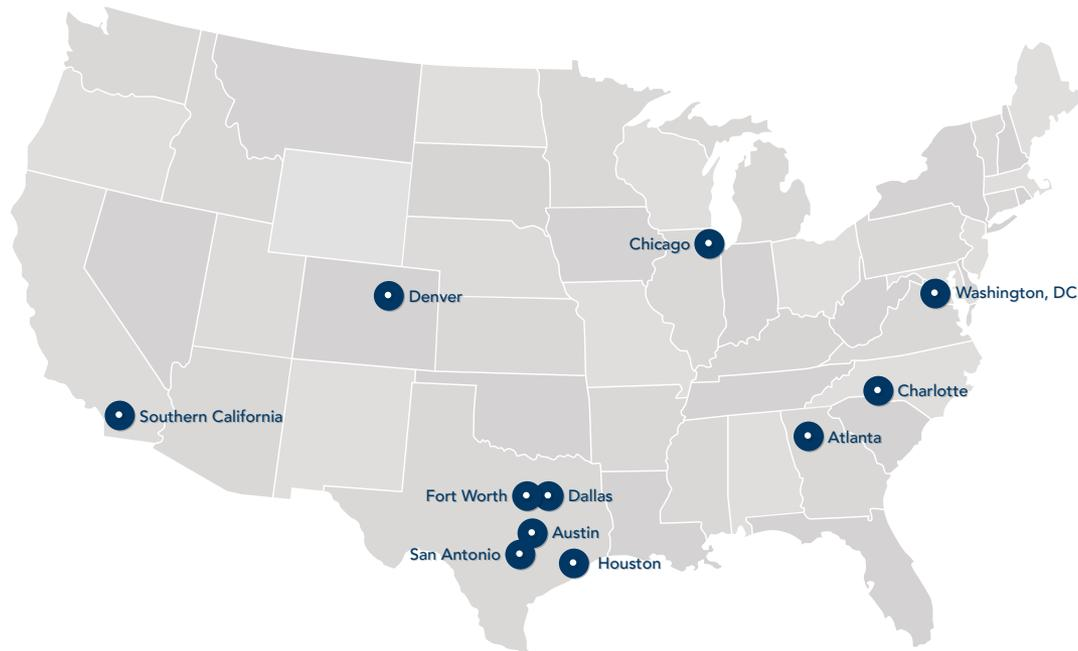 Chicago
Denver
Washington, DC
Charlotte
Southern California
Atlanta
Fort Worth
Dallas
Austin
San Antonio
Houston